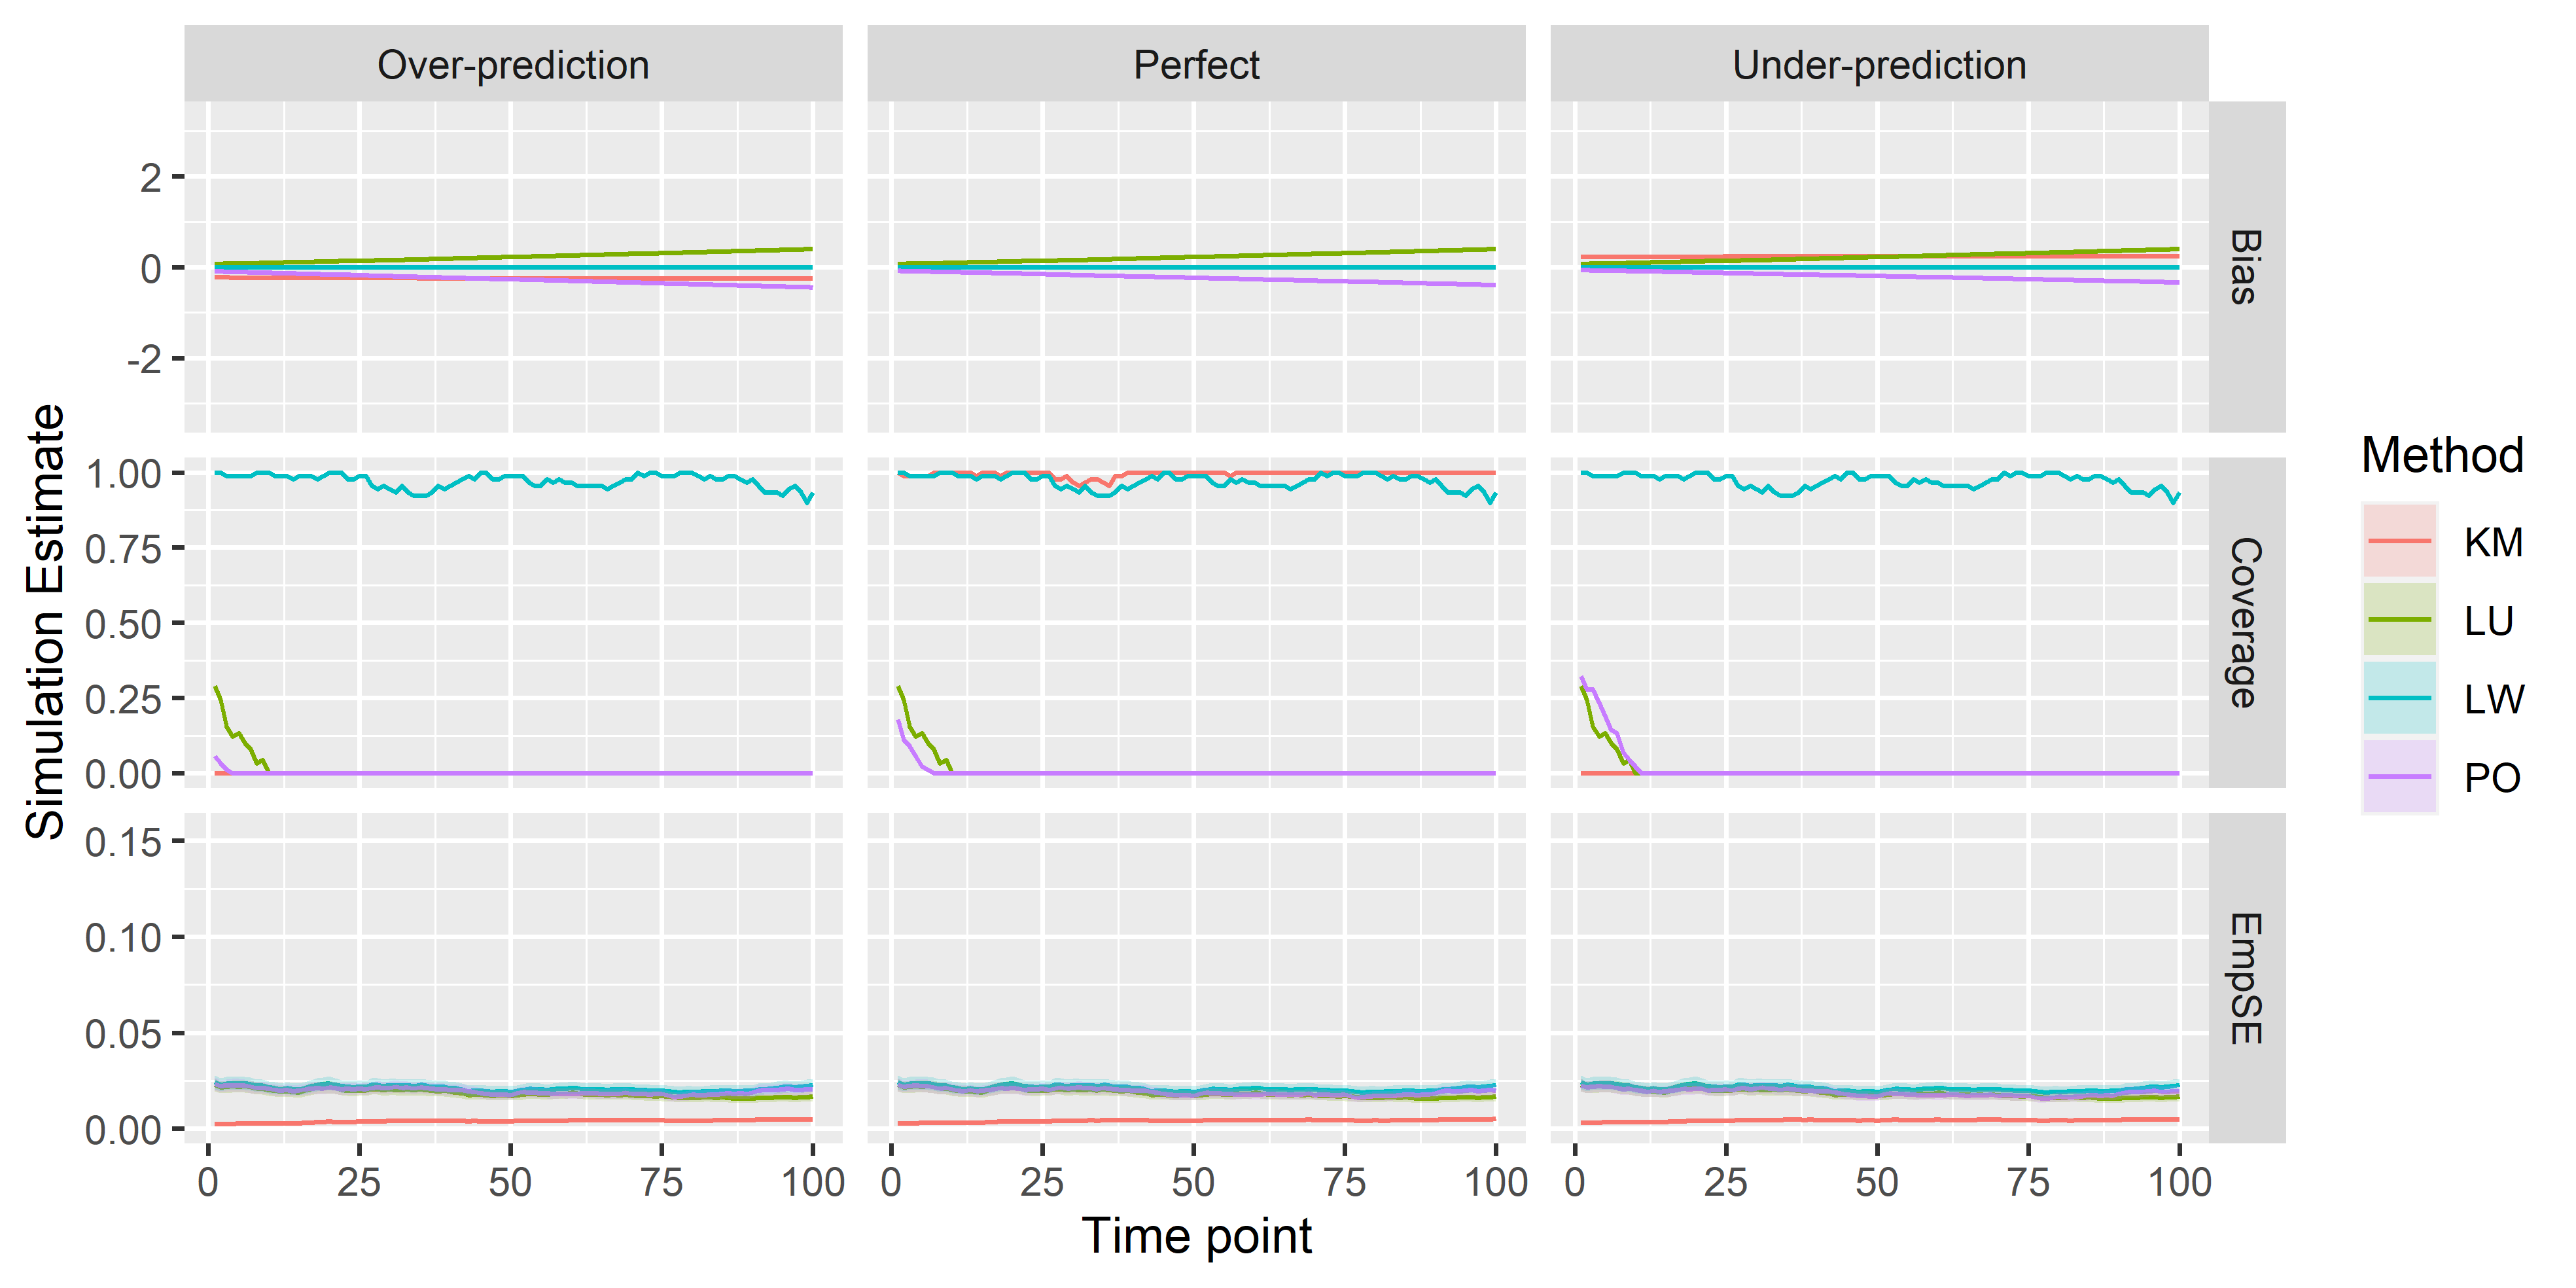 Over-prediction
Perfect
Under-prediction
Simulation Estimate
2
0
-2
Bias
1.00
0.75
0.50
0.25
0.00
Coverage
0.15
0.10
0.05
0.00
EmpSE
0 25 50 75 100
0 25 50 75 100
0 25 50 75 100
Time point
Method
KM
LU
LW
PO